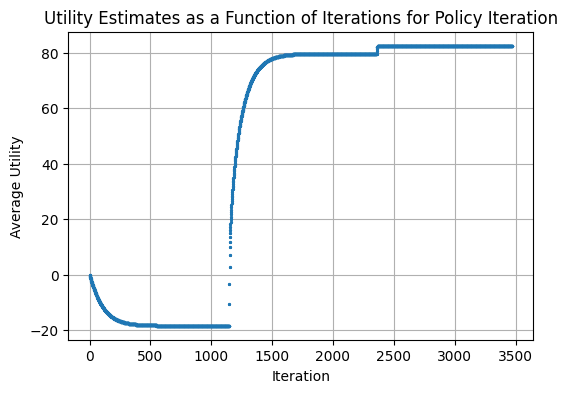 Utility Estimates as a Function of Iterations for Policy Iteration
80
60
40
20
0
−20
Average Utility
0 500 1000 1500 2000 2500 3000 3500
Iteration